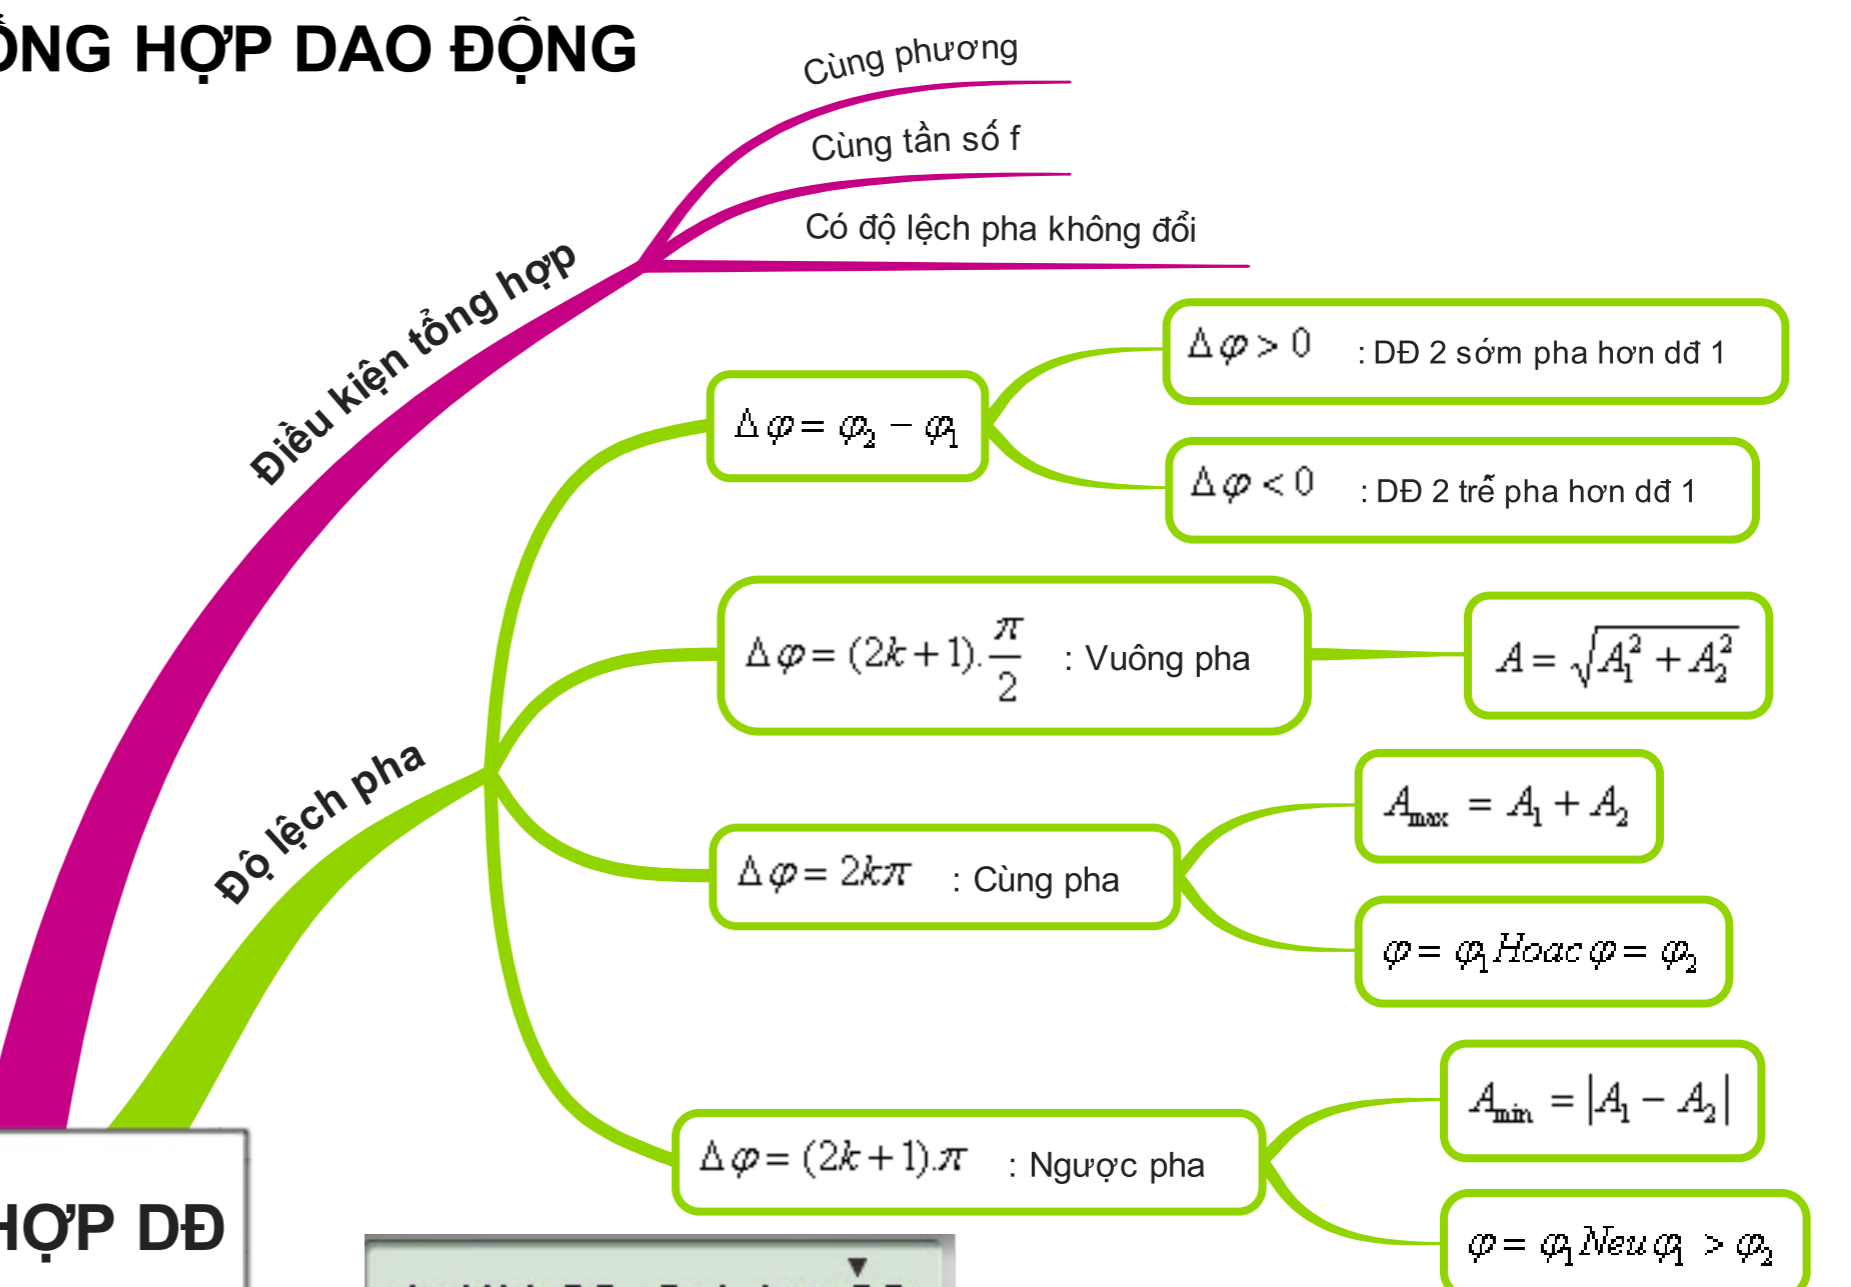 ỔNG HỢP DAO ĐỘNG
Cùng phương
Cùng tần số f
Có độ lệch pha không đổi
Điều kiện tổng hợp
Δφ > 0 : DĐ 2 sớm pha hơn dđ 1
Δφ = φ₂ − φ₁
Δφ < 0 : DĐ 2 trễ pha hơn dđ 1
Δφ = (2k+1).π/2 : Vuông pha
A = √(A₁² + A₂²)
Độ lệch pha
A_max = A₁ + A₂
Δφ = 2kπ : Cùng pha
φ = φ₁ Hoac φ = φ₂
A_min = |A₁ − A₂|
Δφ = (2k+1).π : Ngược pha
φ = φ₁ Neu φ₁ > φ₂
HỢP DĐ